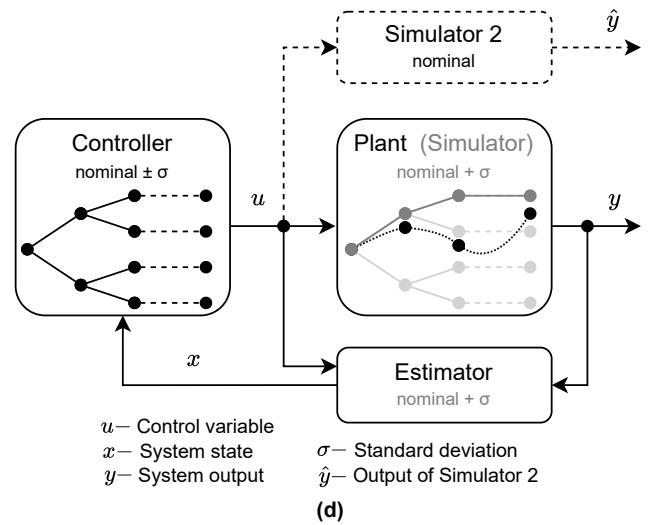 Simulator 2
nominal
ŷ
Controller
nominal ± σ
u
Plant (Simulator)
nominal + σ
y
x
Estimator
nominal + σ
u– Control variable
x– System state
y– System output
σ– Standard deviation
ŷ– Output of Simulator 2
(d)